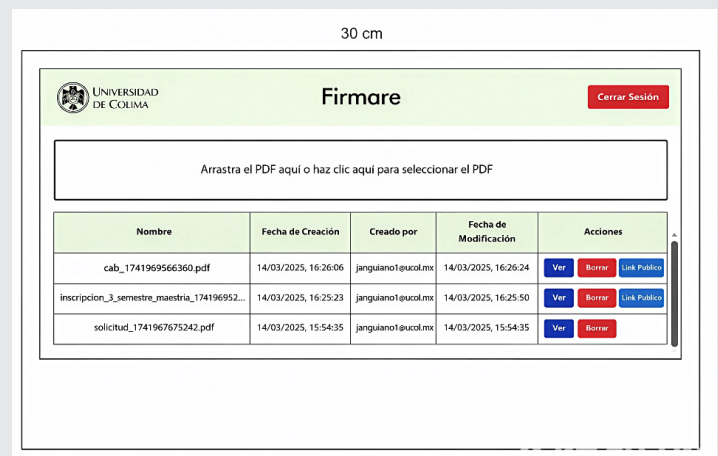 30 cm
UNIVERSIDAD
DE COLIMA
Firmare
Cerrar Sesión
Arrastra el PDF aquí o haz clic aquí para seleccionar el PDF
Nombre Fecha de Creación Creado por Fecha de Modificación Acciones
cab_1741969566360.pdf 14/03/2025, 16:26:06 janguiano1@ucol.mx 14/03/2025, 16:26:24 Ver Borrar Link Publico
inscripcion_3_semestre_maestria_174196952... 14/03/2025, 16:25:23 janguiano1@ucol.mx 14/03/2025, 16:25:50 Ver Borrar Link Publico
solicitud_1741967675242.pdf 14/03/2025, 15:54:35 janguiano1@ucol.mx 14/03/2025, 15:54:35 Ver Borrar